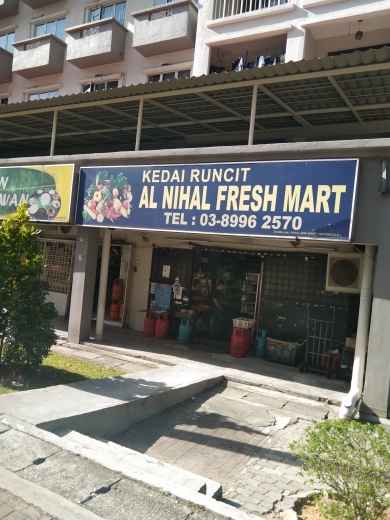 KEDAI RUNCIT
AL NIHAL FRESH MART
TEL : 03-8996 2570